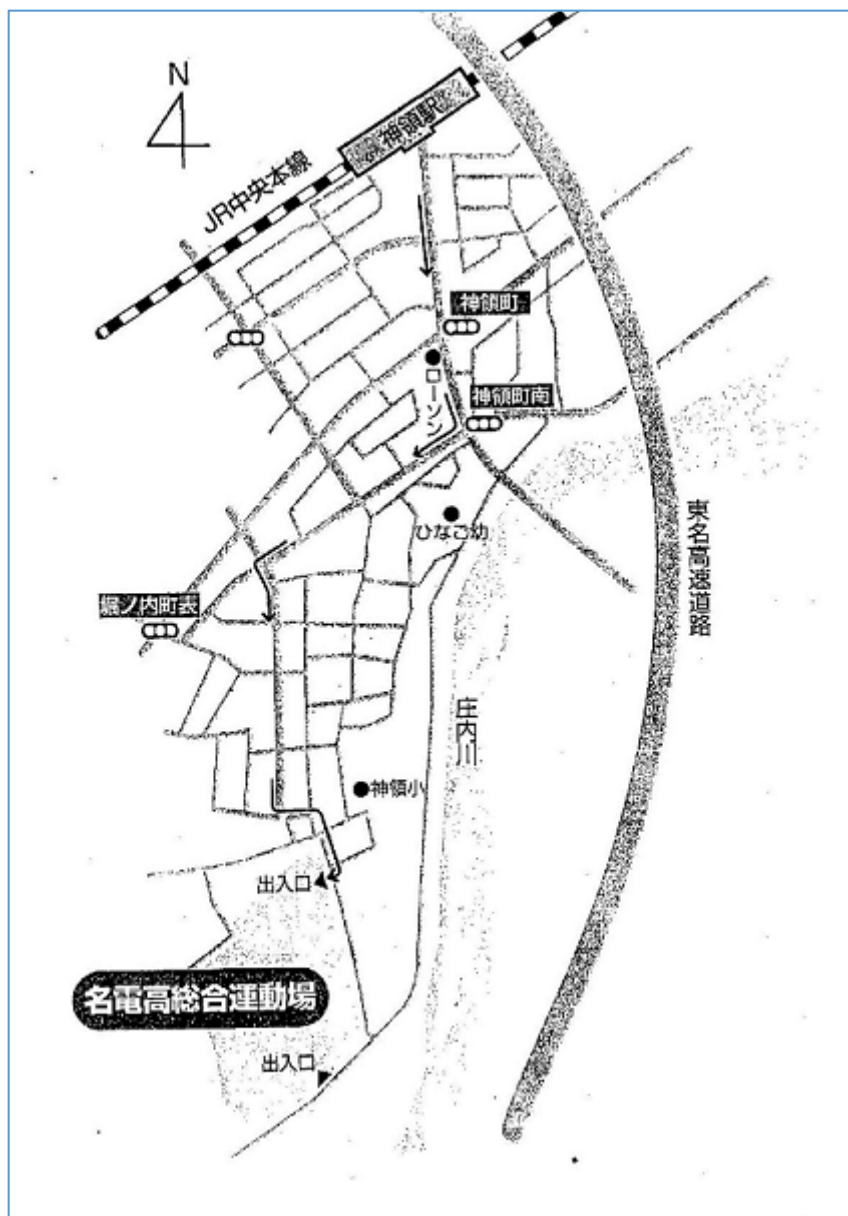 N
神領駅
JR中央本線
神領町
ローソン
神領町南
ひなご幼
東名高速道路
堀ノ内町表
庄内川
神領小
出入口
名電高総合運動場
出入口